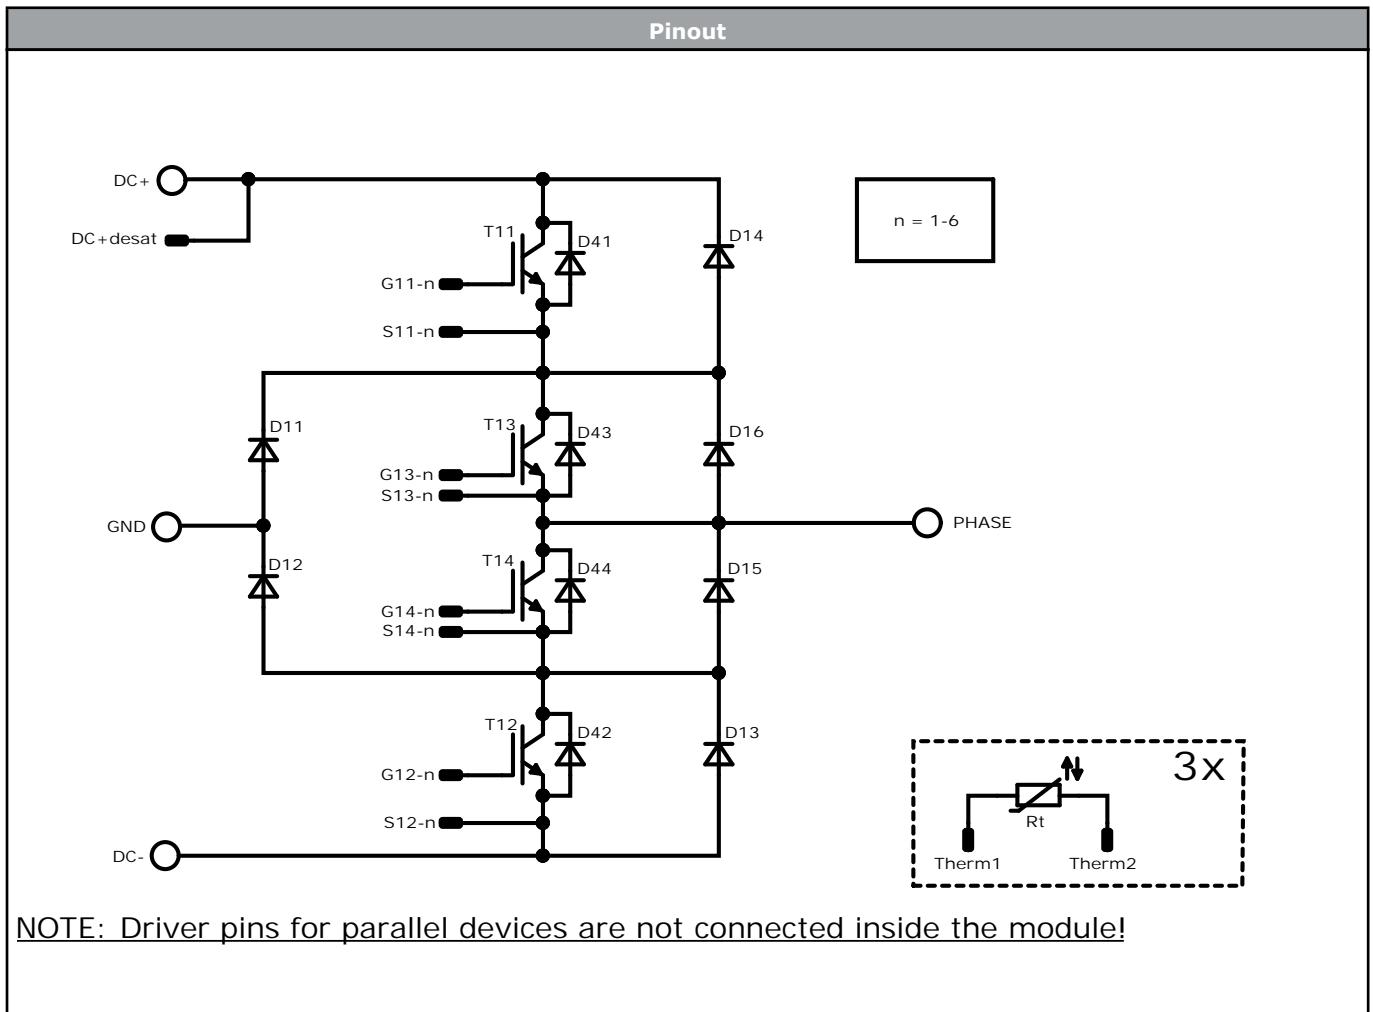 Pinout
DC+
DC+desat
T11
D41
D14
n = 1-6
G11-n
S11-n
D11
T13
D43
D16
G13-n
S13-n
GND
PHASE
D12
T14
D44
D15
G14-n
S14-n
T12
D42
D13
G12-n
S12-n
DC-
3x
Rt
Therm1
Therm2
NOTE: Driver pins for parallel devices are not connected inside the module!